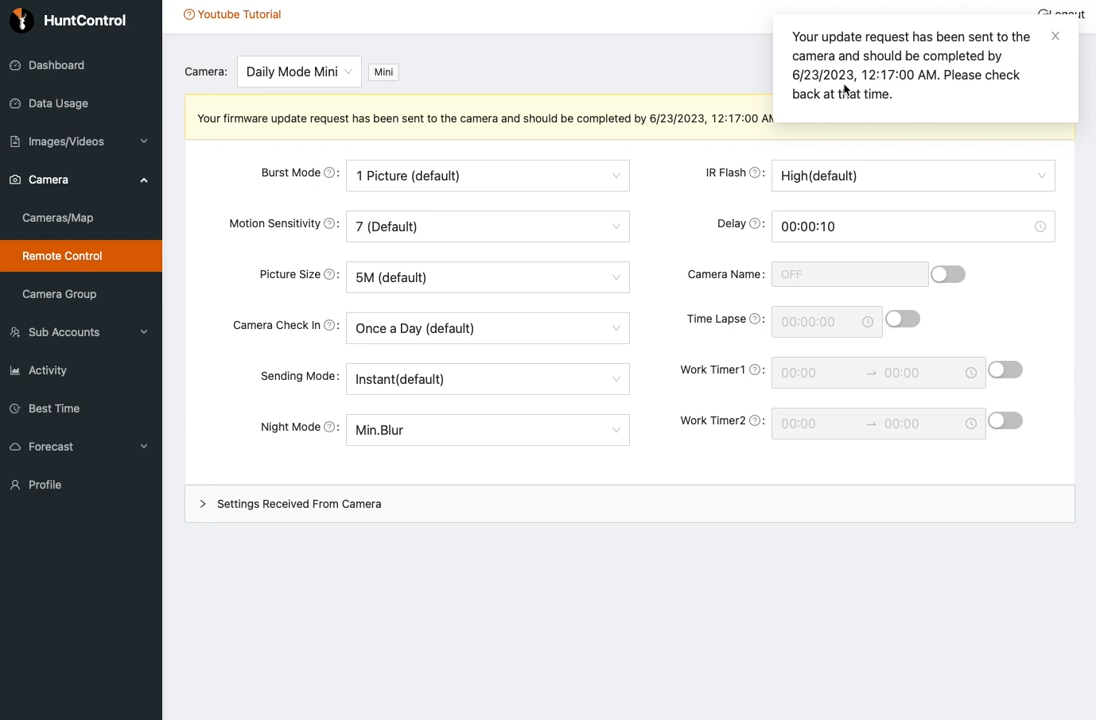 HuntControl
Youtube Tutorial
Your update request has been sent to the
camera and should be completed by
6/23/2023, 12:17:00 AM. Please check
back at that time.
Dashboard
Data Usage
Images/Videos
Camera
Cameras/Map
Remote Control
Camera Group
Sub Accounts
Activity
Best Time
Forecast
Profile
Camera: Daily Mode Mini Mini
Your firmware update request has been sent to the camera and should be completed by 6/23/2023, 12:17:00 AM
Burst Mode : 1 Picture (default)
IR Flash : High(default)
Motion Sensitivity : 7 (Default)
Delay : 00:00:10
Picture Size : 5M (default)
Camera Name: OFF
Camera Check In : Once a Day (default)
Time Lapse : 00:00:00
Sending Mode: Instant(default)
Work Timer1 : 00:00 → 00:00
Night Mode : Min.Blur
Work Timer2 : 00:00 → 00:00
Settings Received From Camera